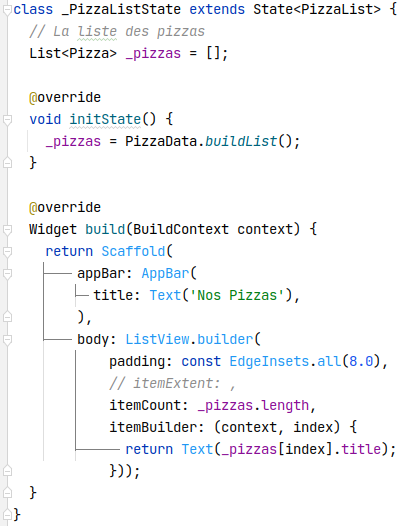 class _PizzaListState extends State<PizzaList> {
  // La liste des pizzas
  List<Pizza> _pizzas = [];

  @override
  void initState() {
    _pizzas = PizzaData.buildList();
  }

  @override
  Widget build(BuildContext context) {
    return Scaffold(
        appBar: AppBar(
          title: Text('Nos Pizzas'),
        ),
        body: ListView.builder(
            padding: const EdgeInsets.all(8.0),
            // itemExtent: ,
            itemCount: _pizzas.length,
            itemBuilder: (context, index) {
              return Text(_pizzas[index].title);
            }));
  }
}